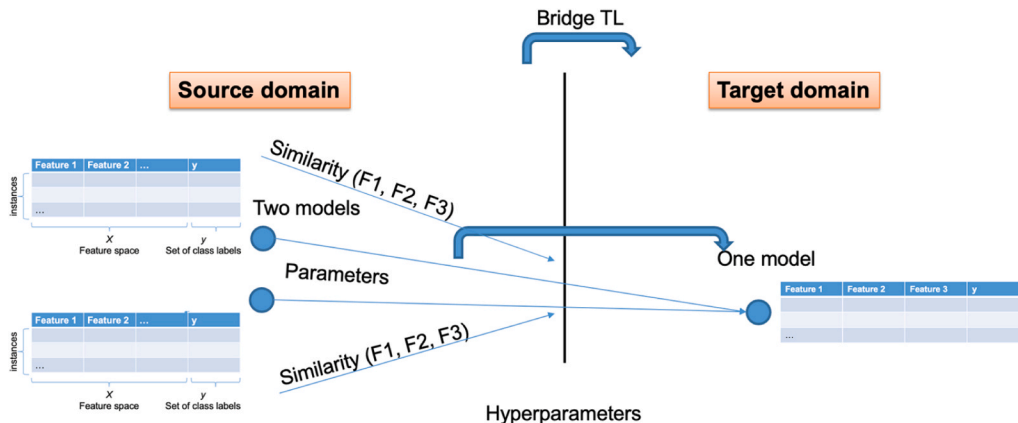 Bridge TL
Source domain
Target domain
Feature 1 Feature 2 ... y
instances
...
X
Feature space
y
Set of class labels
Similarity (F1, F2, F3)
Two models
Parameters
One model
Feature 1 Feature 2 Feature 3 y
...
Feature 1 Feature 2 ... y
instances
...
X
Feature space
y
Set of class labels
Similarity (F1, F2, F3)
Hyperparameters